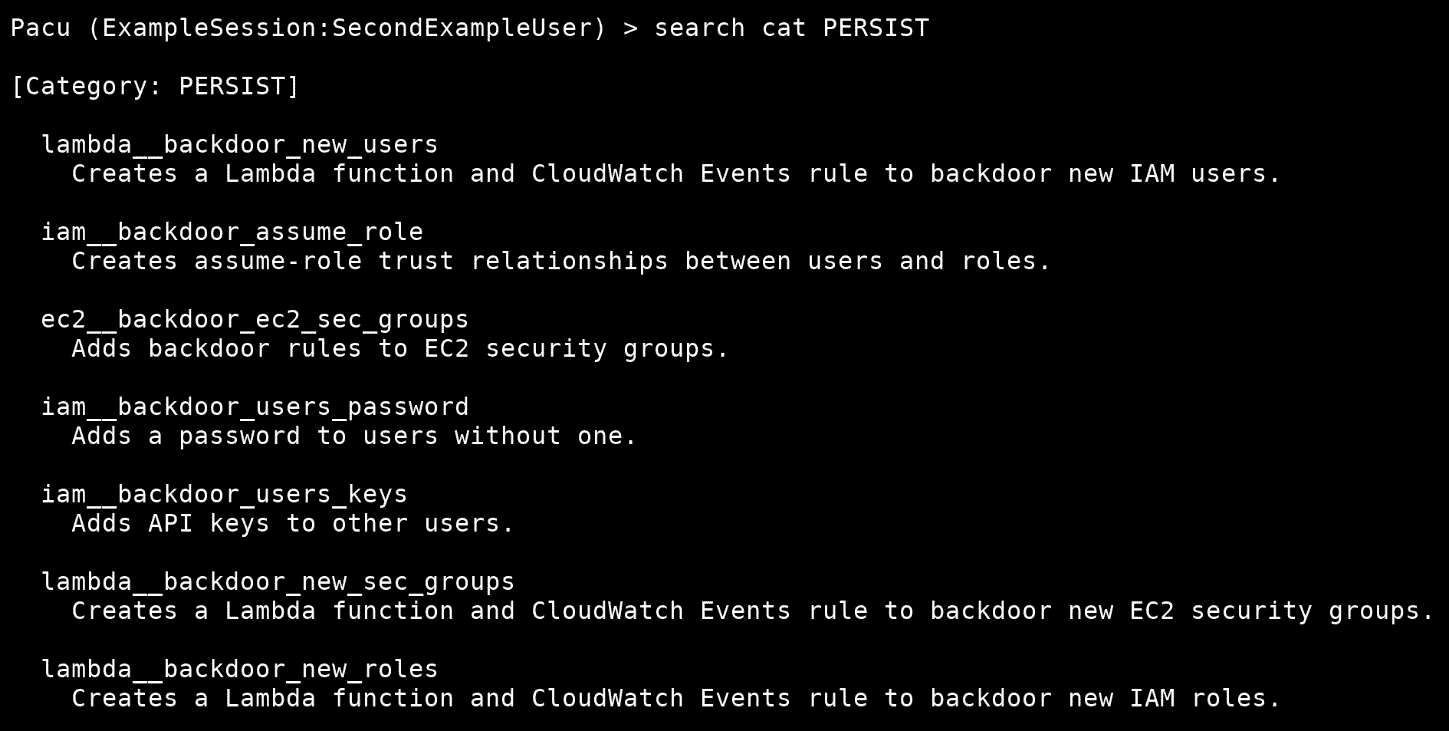 Pacu (ExampleSession:SecondExampleUser) > search cat PERSIST
[Category: PERSIST]
lambda__backdoor_new_users
Creates a Lambda function and CloudWatch Events rule to backdoor new IAM users.
iam__backdoor_assume_role
Creates assume-role trust relationships between users and roles.
ec2__backdoor_ec2_sec_groups
Adds backdoor rules to EC2 security groups.
iam__backdoor_users_password
Adds a password to users without one.
iam__backdoor_users_keys
Adds API keys to other users.
lambda__backdoor_new_sec_groups
Creates a Lambda function and CloudWatch Events rule to backdoor new EC2 security groups.
lambda__backdoor_new_roles
Creates a Lambda function and CloudWatch Events rule to backdoor new IAM roles.